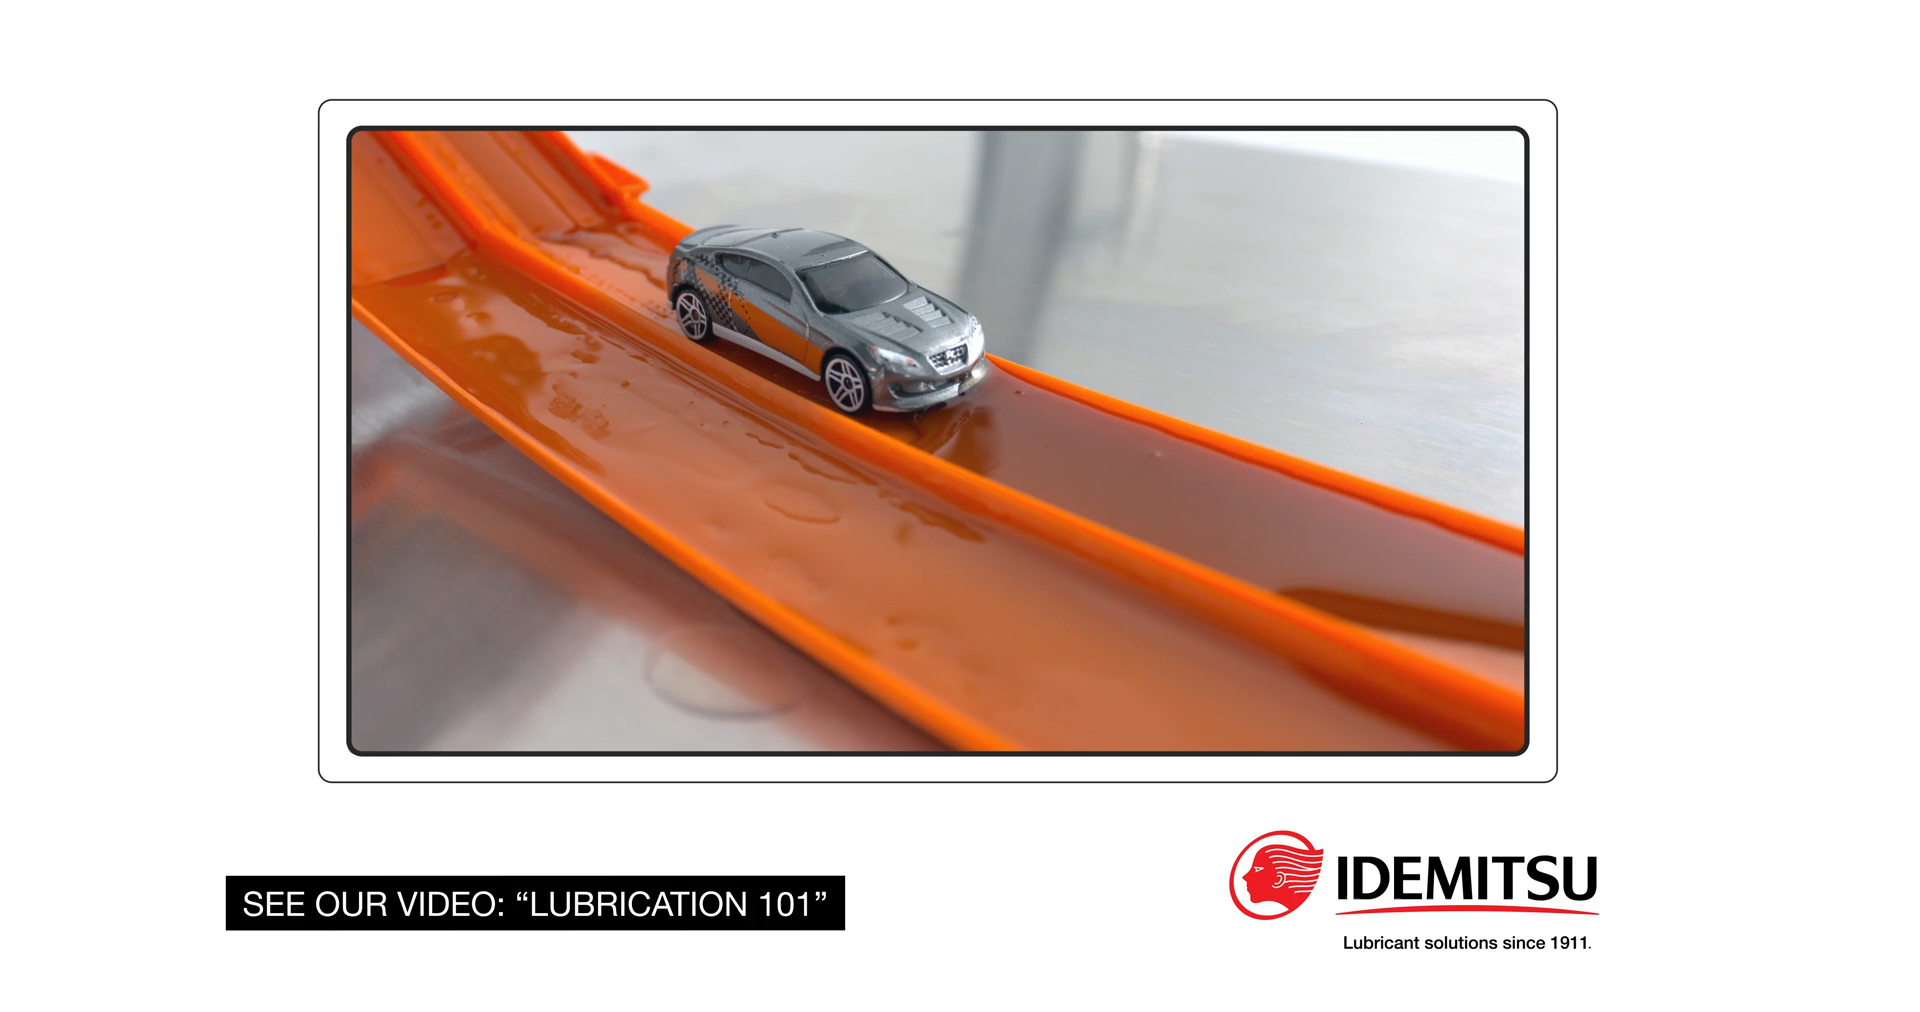 SEE OUR VIDEO: “LUBRICATION 101”
IDEMITSU
Lubricant solutions since 1911.